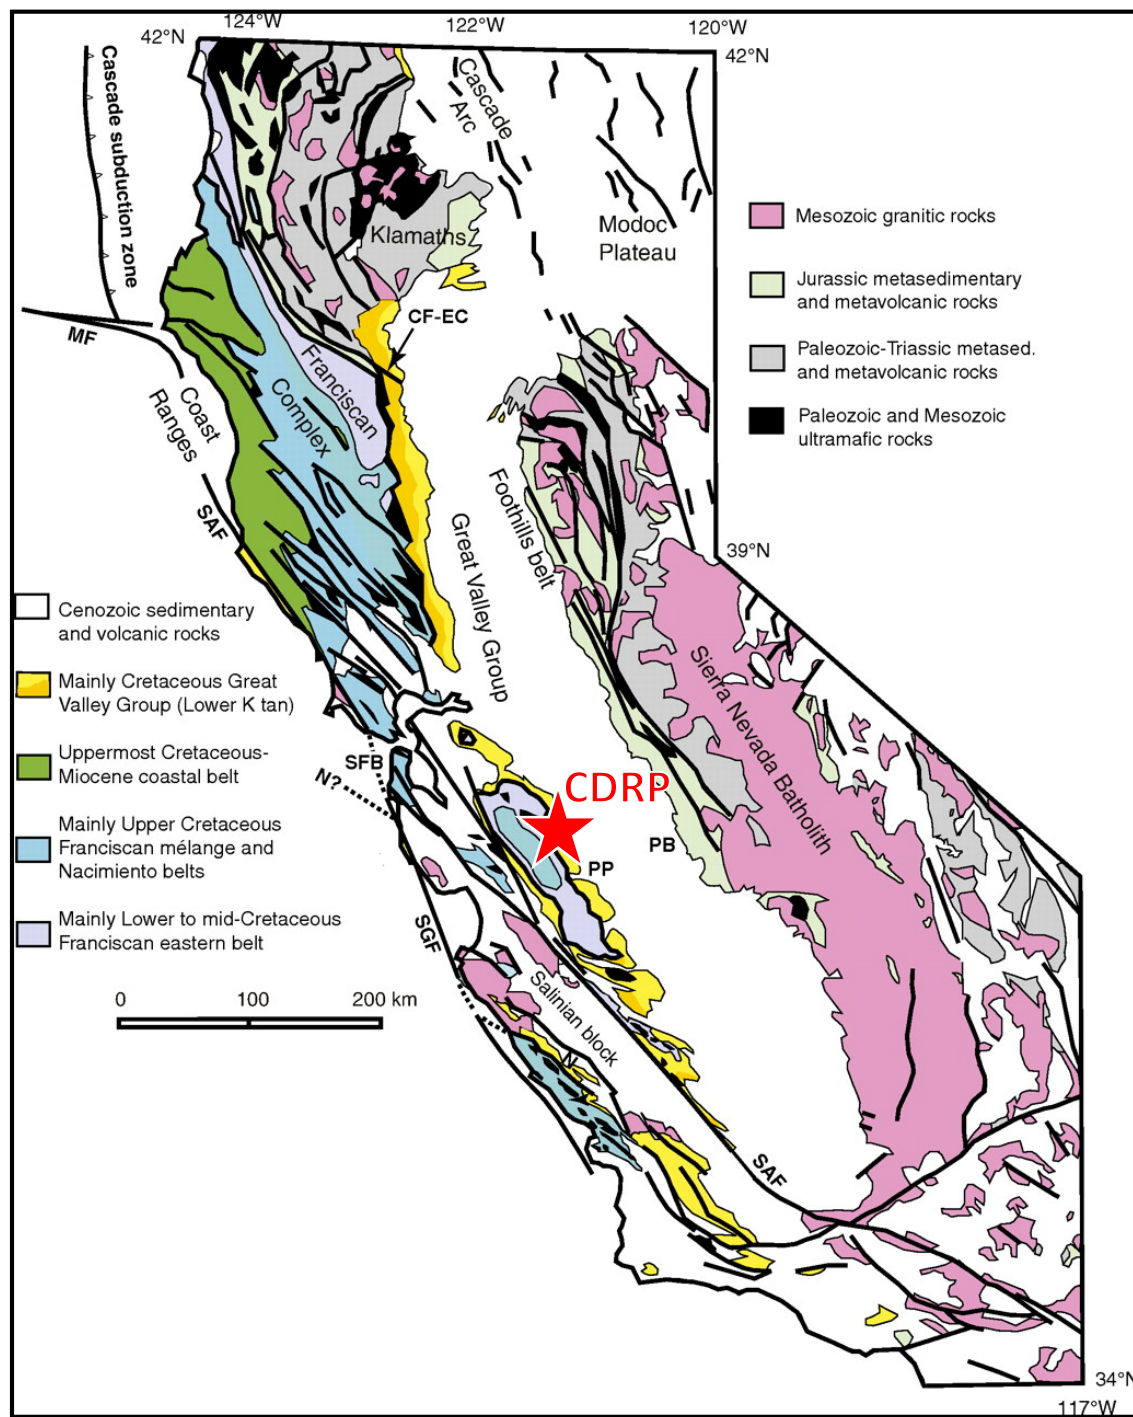 124°W
122°W
120°W
42°N
42°N
Cascade subduction zone
Cascade
Arc
Modoc
Plateau
Klamaths
Mesozoic granitic rocks
Jurassic metasedimentary
and metavolcanic rocks
Paleozoic-Triassic metased.
and metavolcanic rocks
Paleozoic and Mesozoic
ultramafic rocks
MF
CF-EC
Coast
Ranges
Franciscan
Complex
SAF
Great Valley Group
Foothills belt
39°N
Sierra Nevada Batholith
Cenozoic sedimentary
and volcanic rocks
Mainly Cretaceous Great
Valley Group (Lower K tan)
Uppermost Cretaceous-
Miocene coastal belt
Mainly Upper Cretaceous
Franciscan mélange and
Nacimiento belts
Mainly Lower to mid-Cretaceous
Franciscan eastern belt
SFB
N?
CDRP
PP
PB
SGF
Salinian block
N
0 100 200 km
SAF
34°N
117°W